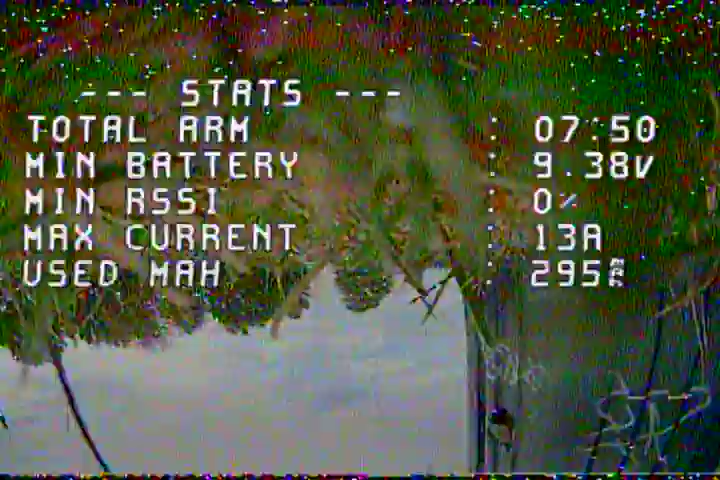 --- STATS ---
TOTAL ARM : 07:50
MIN BATTERY : 9.38V
MIN RSSI : 0%
MAX CURRENT : 13A
USED MAH : 295